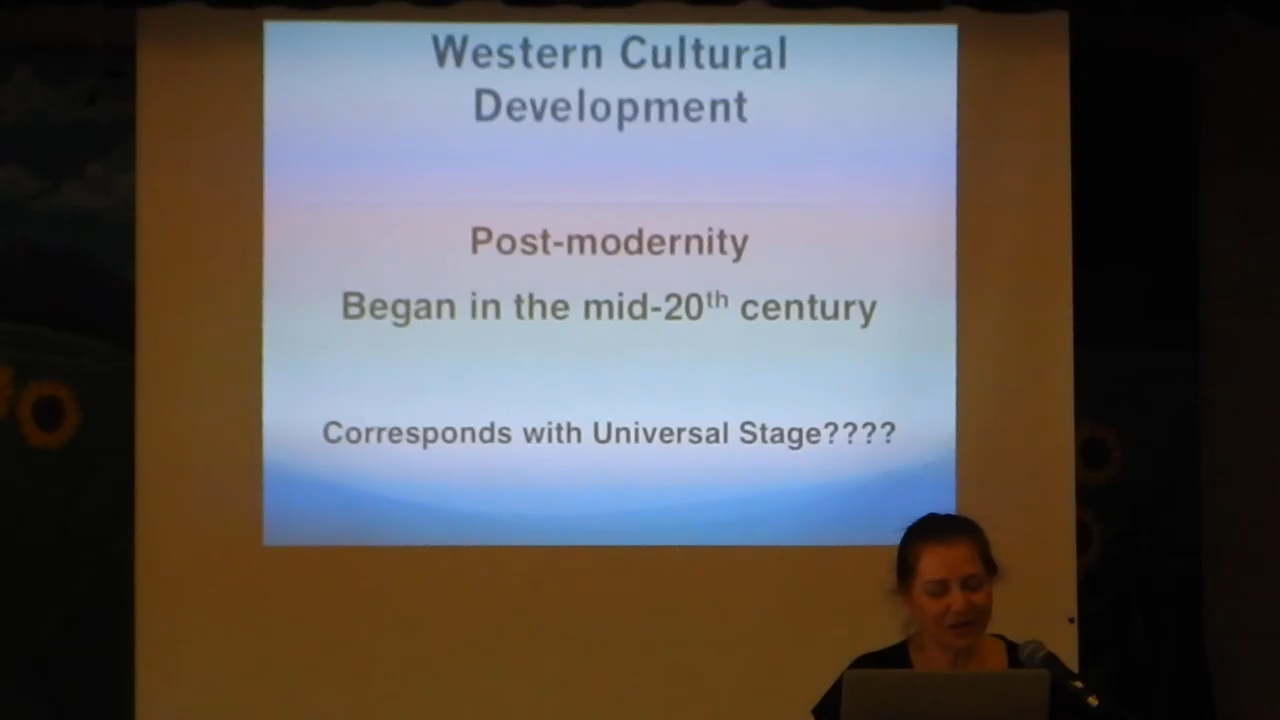 Western Cultural
Development
Post-modernity
Began in the mid-20th century
Corresponds with Universal Stage????